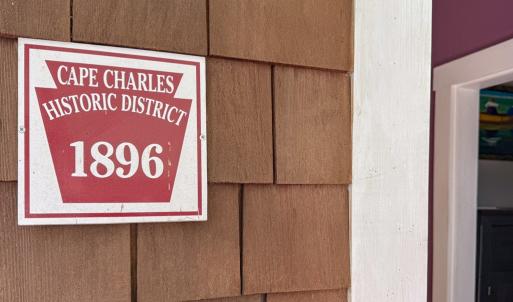 CAPE CHARLES
HISTORIC DISTRICT
1896